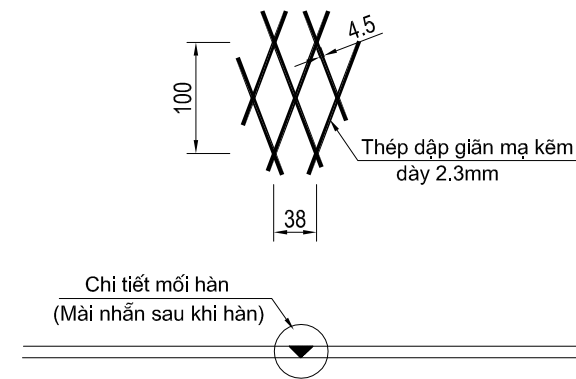 4.5
100
Thép dập giãn mạ kẽm
dày 2.3mm
38
Chi tiết mối hàn
(Mài nhẵn sau khi hàn)